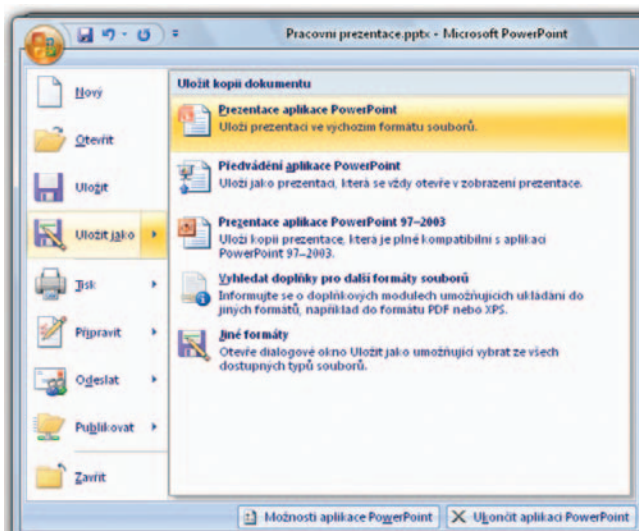 Pracovní prezentace.pptx - Microsoft PowerPoint
Nový
Otevřít
Uložit
Uložit jako
Tisk
Připravit
Odeslat
Publikovat
Zavřít
Uložit kopii dokumentu
Prezentace aplikace PowerPoint
Uloží prezentaci ve výchozím formátu souborů.
Předvádění aplikace PowerPoint
Uloží jako prezentaci, která se vždy otevře v zobrazení prezentace.
Prezentace aplikace PowerPoint 97–2003
Uloží kopii prezentace, která je plně kompatibilní s aplikací
PowerPoint 97–2003.
Vyhledat doplňky pro další formáty souborů
Informujte se o doplňkových modulech umožňujících ukládání do
jiných formátů, například do formátu PDF nebo XPS.
Jiné formáty
Otevře dialogové okno Uložit jako umožňující vybrat ze všech
dostupných typů souborů.
Možnosti aplikace PowerPoint
Ukončit aplikaci PowerPoint